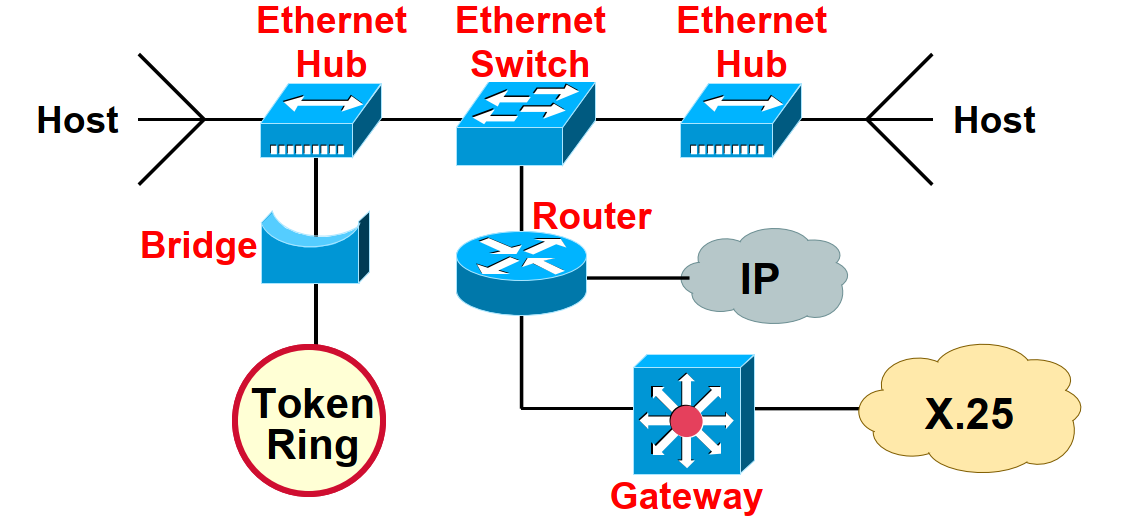 Ethernet
Hub
Ethernet
Switch
Ethernet
Hub
Host
Host
Bridge
Router
IP
Token
Ring
X.25
Gateway